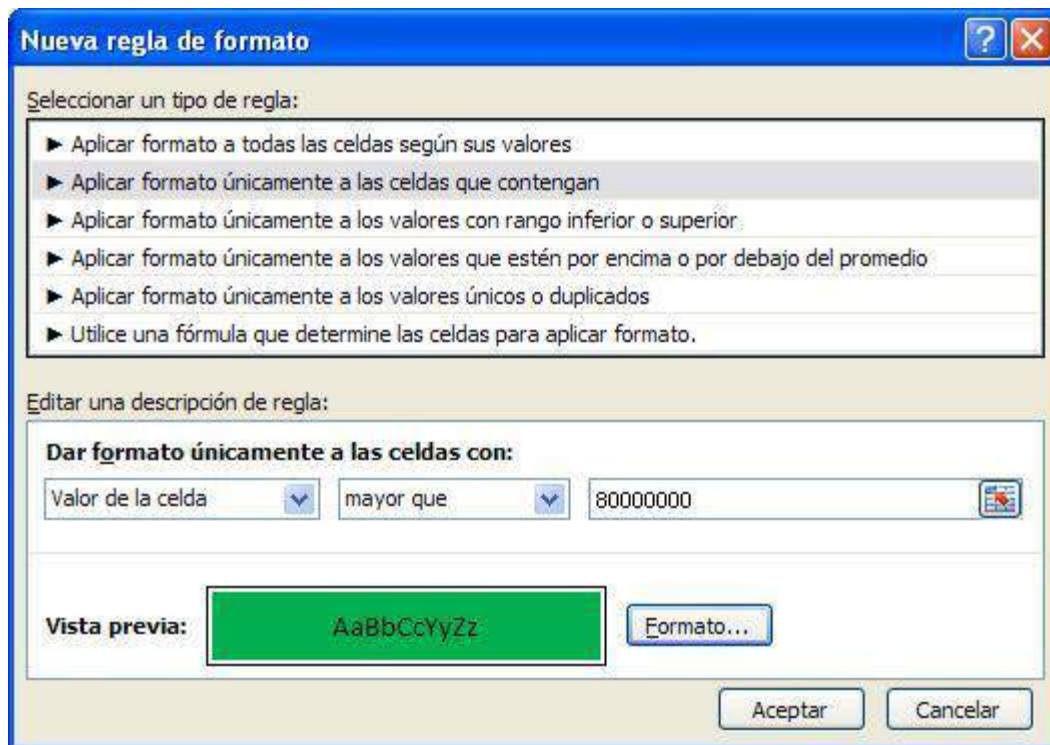 Nueva regla de formato
Seleccionar un tipo de regla:
► Aplicar formato a todas las celdas según sus valores
► Aplicar formato únicamente a las celdas que contengan
► Aplicar formato únicamente a los valores con rango inferior o superior
► Aplicar formato únicamente a los valores que estén por encima o por debajo del promedio
► Aplicar formato únicamente a los valores únicos o duplicados
► Utilice una fórmula que determine las celdas para aplicar formato.
Editar una descripción de regla:
Dar formato únicamente a las celdas con:
Valor de la celda mayor que 80000000
Vista previa: AaBbCcYyZz Formato...
Aceptar Cancelar